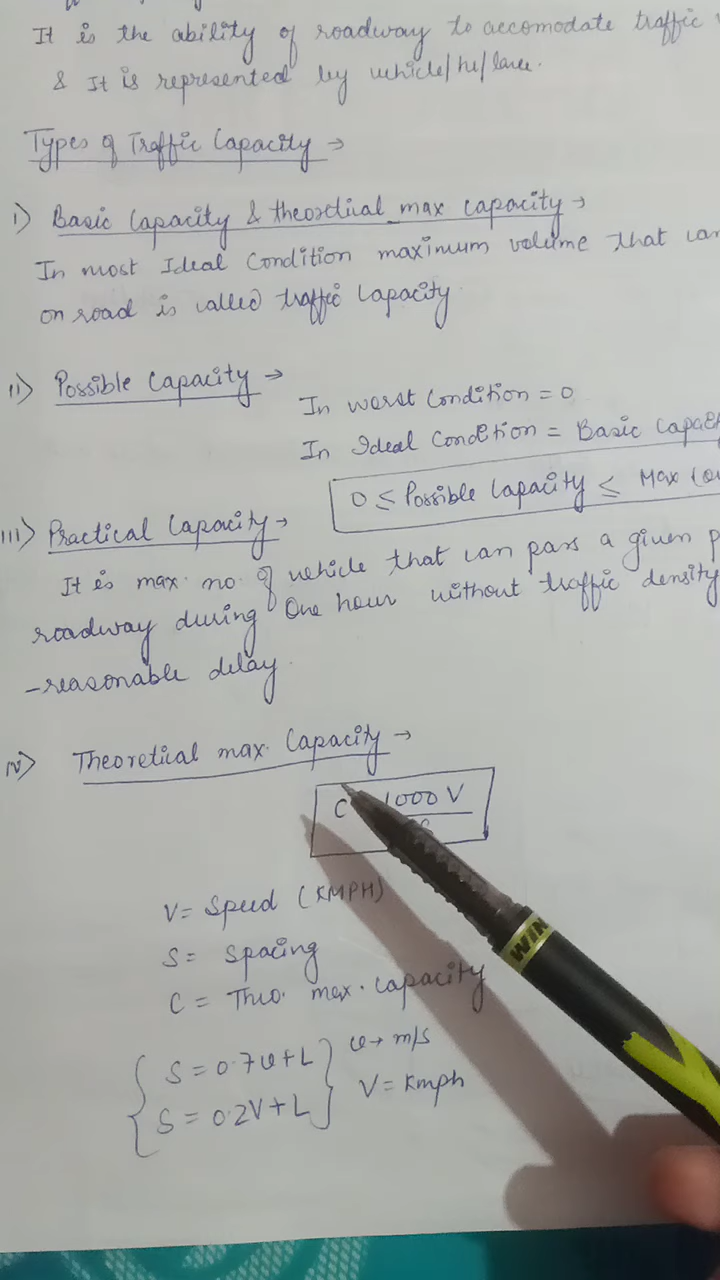 It is the ability of roadway to accomodate traffic
& It is represented by vehicle/hr/lane.
Types of Traffic Capacity →
i) Basic Capacity & theoretical max capacity →
In most Ideal Condition maximum volume that can
on road is called traffic Capacity
ii) Possible Capacity →
In worst Condition = 0
In Ideal Condition = Basic Capac
0 ≤ Possible Capacity ≤ Max
iii) Practical Capacity →
It is max. no. of vehicle that can pass a given
roadway during One hour without traffic density
-reasonable delay.
iv) Theoretical max. Capacity →
C 1000 V
V = Speed (KMPH)
S = Spacing
C = Theo. max. capacity
S = 0.7v + L v → m/s
S = 0.2V + L V = Kmph
WIN